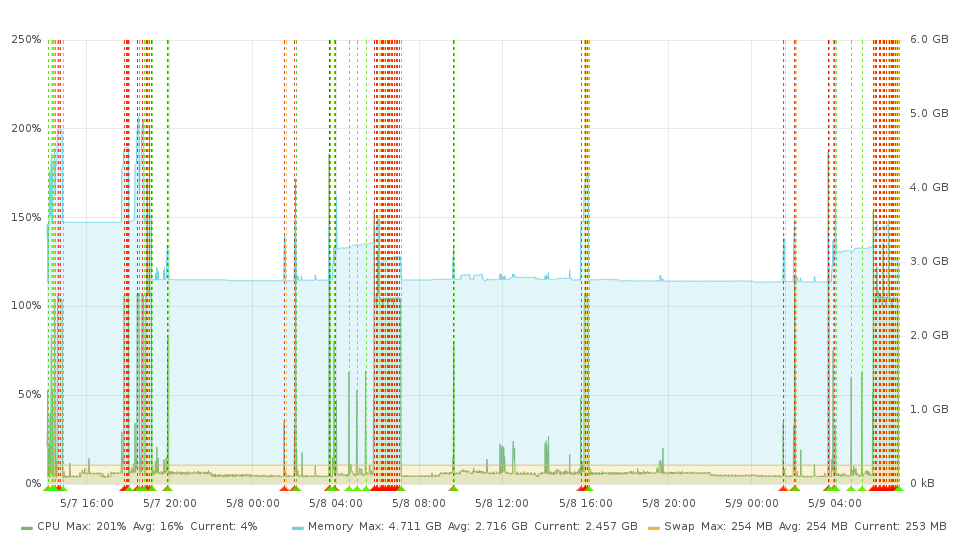 250% 6.0 GB
5.0 GB
200%
4.0 GB
150%
3.0 GB
100%
2.0 GB
50%
1.0 GB
0% 0 kB
5/7 16:00 5/7 20:00 5/8 00:00 5/8 04:00 5/8 08:00 5/8 12:00 5/8 16:00 5/8 20:00 5/9 00:00 5/9 04:00
CPU Max: 201% Avg: 16% Current: 4% Memory Max: 4.711 GB Avg: 2.716 GB Current: 2.457 GB Swap Max: 254 MB Avg: 254 MB Current: 253 MB